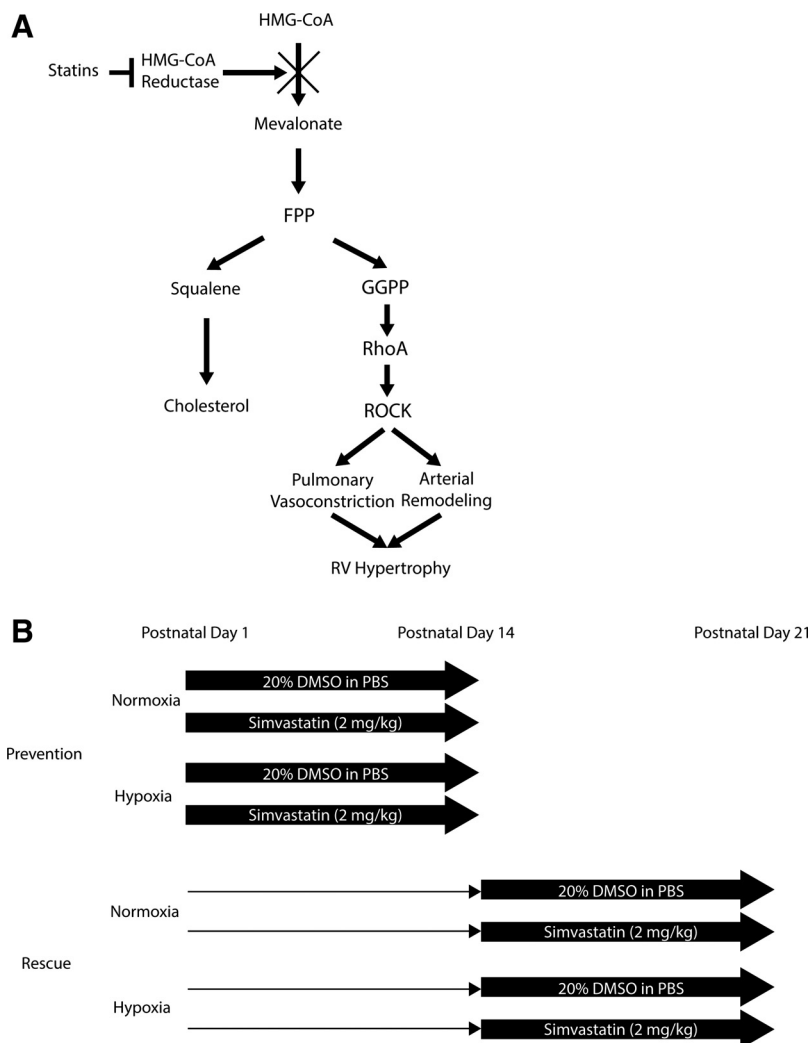 A
HMG-CoA
Statins
HMG-CoA
Reductase
Mevalonate
FPP
Squalene
GGPP
RhoA
Cholesterol
ROCK
Pulmonary
Vasoconstriction
Arterial
Remodeling
RV Hypertrophy
B
Postnatal Day 1
Postnatal Day 14
Postnatal Day 21
Prevention
Normoxia
20% DMSO in PBS
Simvastatin (2 mg/kg)
Hypoxia
20% DMSO in PBS
Simvastatin (2 mg/kg)
Rescue
Normoxia
20% DMSO in PBS
Simvastatin (2 mg/kg)
Hypoxia
20% DMSO in PBS
Simvastatin (2 mg/kg)